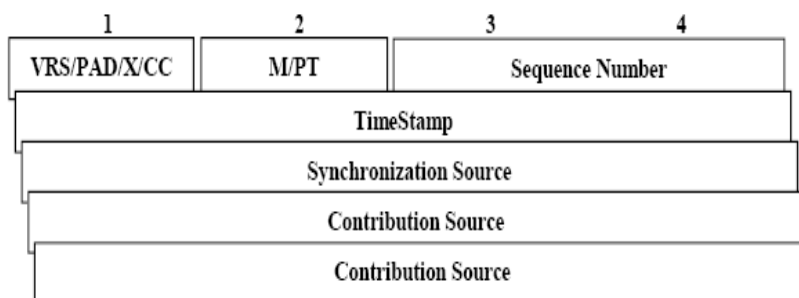 1 2 3 4
VRS/PAD/X/CC M/PT Sequence Number
TimeStamp
Synchronization Source
Contribution Source
Contribution Source